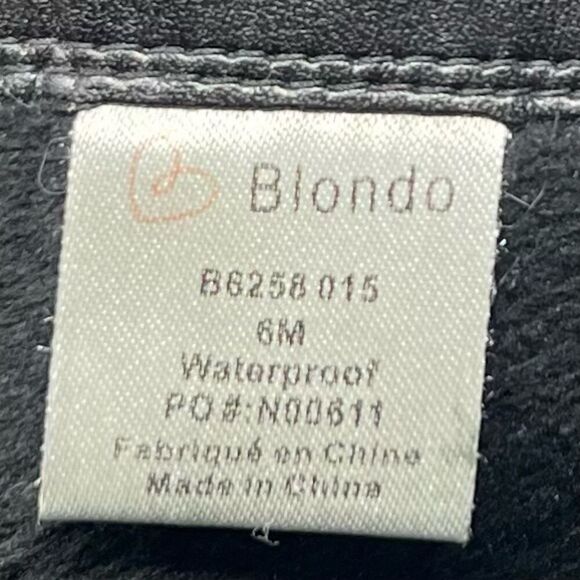 Blondo
B6258 015
6M
Waterproof
PO#:N00611
Fabriqué en Chine
Made in China